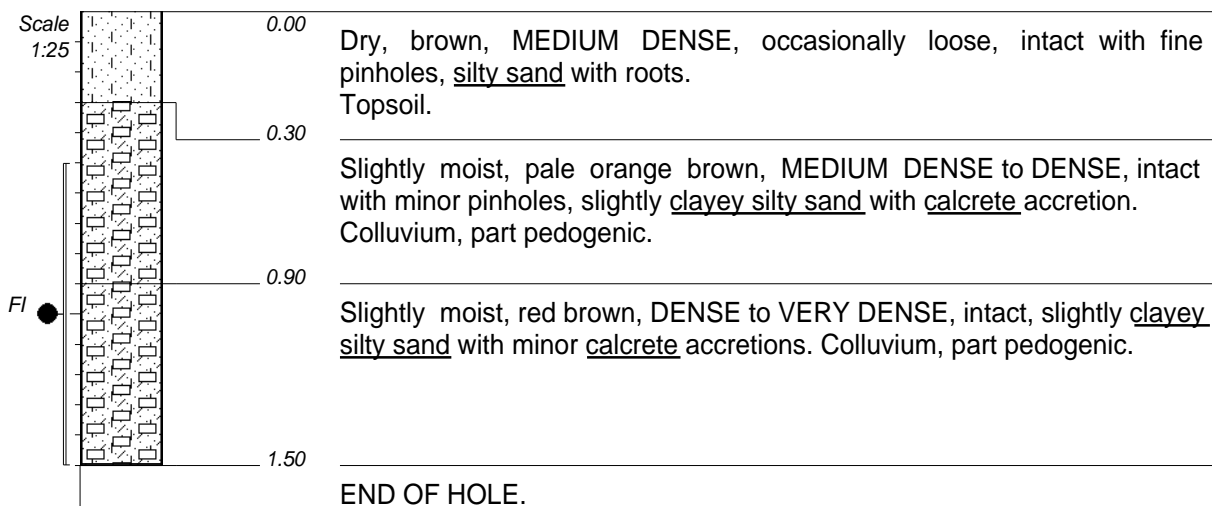 Scale
1:25
0.00
Dry, brown, MEDIUM DENSE, occasionally loose, intact with fine
pinholes, silty sand with roots.
Topsoil.
0.30
Slightly moist, pale orange brown, MEDIUM DENSE to DENSE, intact
with minor pinholes, slightly clayey silty sand with calcrete accretion.
Colluvium, part pedogenic.
0.90
FI
Slightly moist, red brown, DENSE to VERY DENSE, intact, slightly clayey
silty sand with minor calcrete accretions. Colluvium, part pedogenic.
1.50
END OF HOLE.